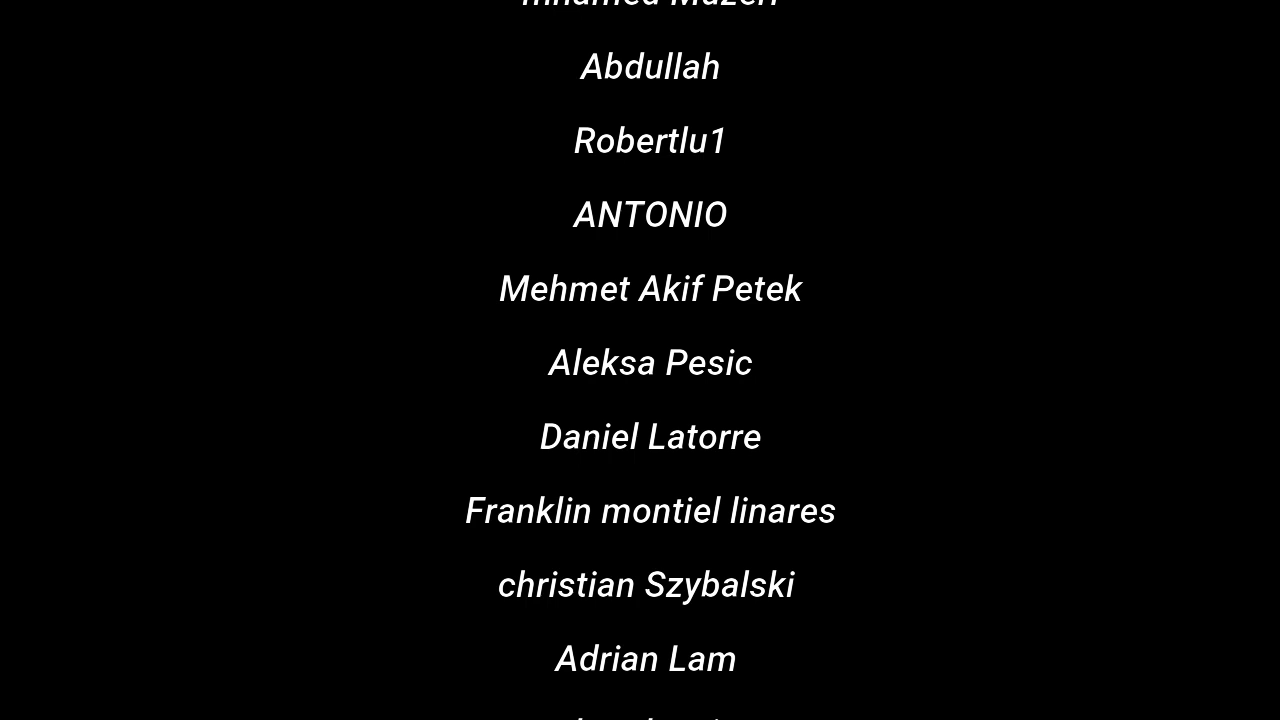 Abdullah
Robertlu1
ANTONIO
Mehmet Akif Petek
Aleksa Pesic
Daniel Latorre
Franklin montiel linares
christian Szybalski
Adrian Lam